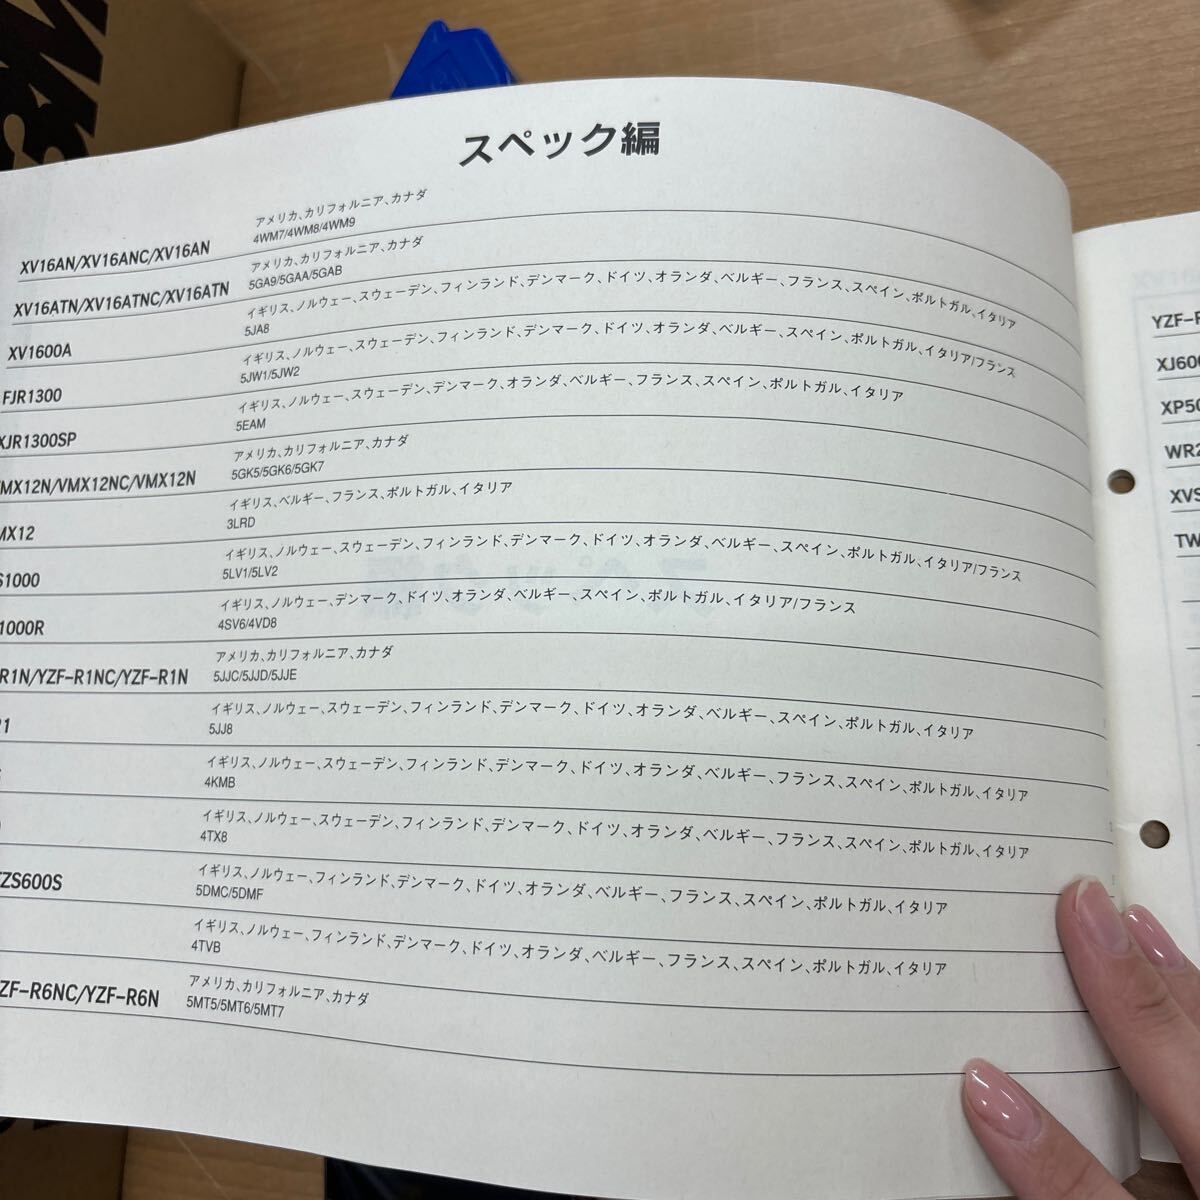 スペック編
アメリカ、カリフォルニア、カナダ
XV16AN/XV16ANC/XV16AN
4WM7/4WM8/4WM9
アメリカ、カリフォルニア、カナダ
XV16ATN/XV16ATNC/XV16ATN
5GA9/5GAA/5GAB
イギリス、ノルウェー、スウェーデン、フィンランド、デンマーク、ドイツ、オランダ、ベルギー、フランス、スペイン、ポルトガル、イタリア
XV1600A
5JA8
イギリス、ノルウェー、スウェーデン、フィンランド、デンマーク、ドイツ、オランダ、ベルギー、スペイン、ポルトガル、イタリア/フランス
FJR1300
5JW1/5JW2
イギリス、ノルウェー、スウェーデン、デンマーク、オランダ、ベルギー、フランス、スペイン、ポルトガル、イタリア
XJR1300SP
5EAM
アメリカ、カリフォルニア、カナダ
VMX12N/VMX12NC/VMX12N
5GK5/5GK6/5GK7
イギリス、ベルギー、フランス、ポルトガル、イタリア
MX12
3LRD
イギリス、ノルウェー、スウェーデン、フィンランド、デンマーク、ドイツ、オランダ、ベルギー、スペイン、ポルトガル、イタリア/フランス
S1000
5LV1/5LV2
イギリス、ノルウェー、デンマーク、ドイツ、オランダ、ベルギー、スペイン、ポルトガル、イタリア/フランス
1000R
4SV6/4VD8
アメリカ、カリフォルニア、カナダ
R1N/YZF-R1NC/YZF-R1N
5JJC/5JJD/5JJE
イギリス、ノルウェー、スウェーデン、フィンランド、デンマーク、ドイツ、オランダ、ベルギー、スペイン、ポルトガル、イタリア
R1
5JJ8
イギリス、ノルウェー、スウェーデン、フィンランド、デンマーク、ドイツ、オランダ、ベルギー、フランス、スペイン、ポルトガル、イタリア
4KMB
イギリス、ノルウェー、スウェーデン、フィンランド、デンマーク、ドイツ、オランダ、ベルギー、フランス、スペイン、ポルトガル、イタリア
4TX8
イギリス、ノルウェー、フィンランド、デンマーク、ドイツ、オランダ、ベルギー、フランス、スペイン、ポルトガル、イタリア
FZS600S
5DMC/5DMF
イギリス、ノルウェー、フィンランド、デンマーク、ドイツ、オランダ、ベルギー、フランス、スペイン、ポルトガル、イタリア
4TVB
アメリカ、カリフォルニア、カナダ
ZF-R6NC/YZF-R6N
5MT5/5MT6/5MT7
YZF-R
XJ600
XP50
WR2
XVS
TW